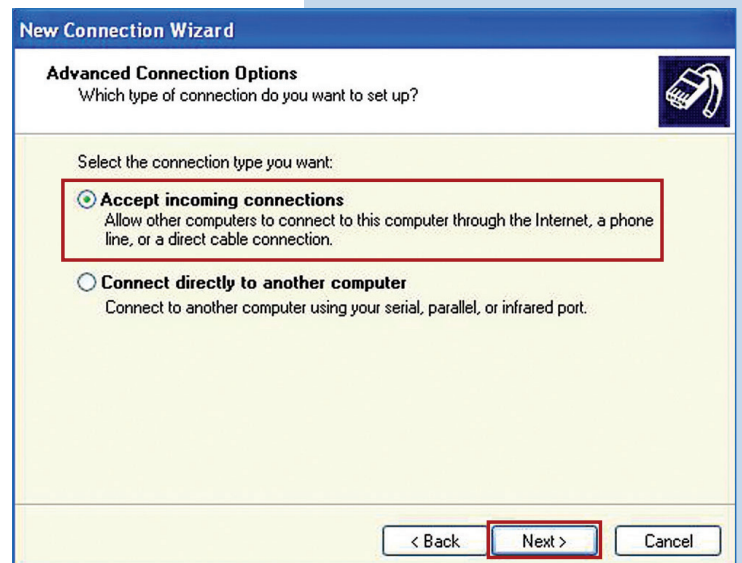 New Connection Wizard
Advanced Connection Options
Which type of connection do you want to set up?
Select the connection type you want:
Accept incoming connections
Allow other computers to connect to this computer through the Internet, a phone
line, or a direct cable connection.
Connect directly to another computer
Connect to another computer using your serial, parallel, or infrared port.
< Back Next > Cancel